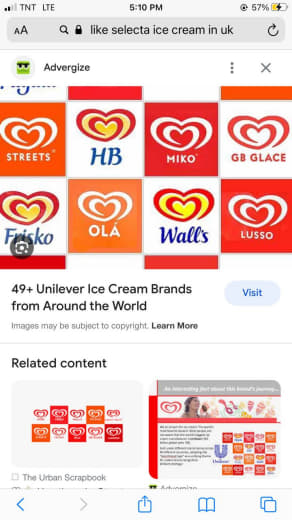 TNT LTE 5:10 PM 57%
AA like selecta ice cream in uk
Advergize
STREETS HB MIKO GB GLACE
Frisko OLÁ Wall's LUSSO
49+ Unilever Ice Cream Brands from Around the World
Visit
Images may be subject to copyright. Learn More
Related content
An interesting fact about this brand's journey...
Unilever
The Urban Scrapbook
Advergize